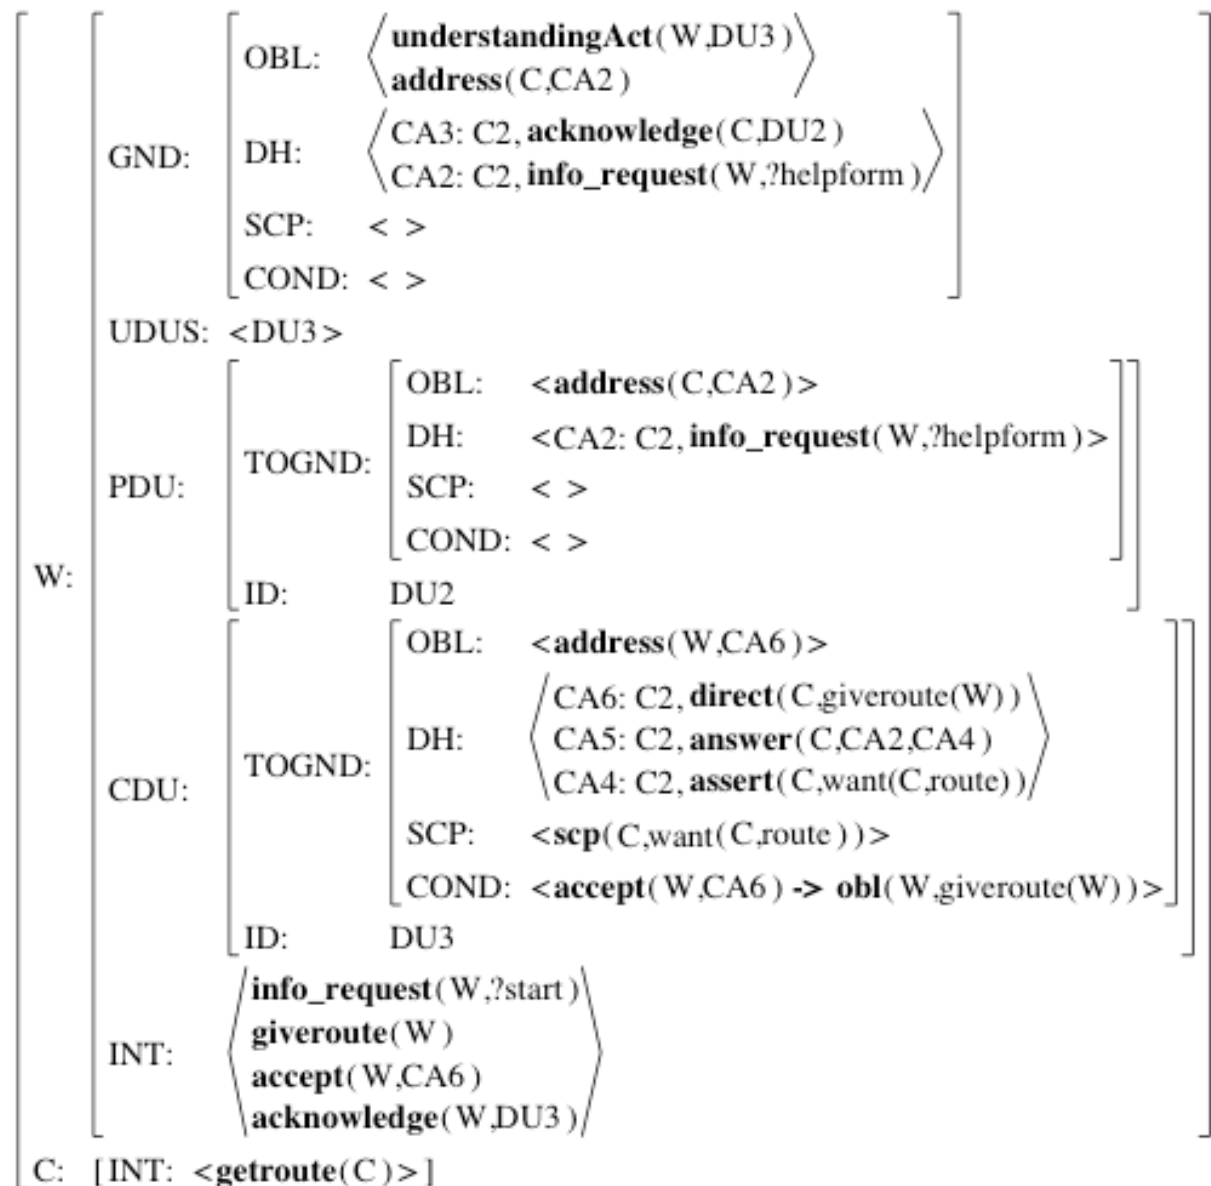 OBL: understandingAct(W,DU3)
address(C,CA2)
GND: DH: CA3: C2, acknowledge(C,DU2)
CA2: C2, info_request(W,?helpform)
SCP: < >
COND: < >
UDUS: <DU3>
OBL: <address(C,CA2)>
DH: <CA2: C2, info_request(W,?helpform)>
TOGND:
PDU: SCP: < >
COND: < >
W:
ID: DU2
OBL: <address(W,CA6)>
CA6: C2, direct(C,giveroute(W))
DH: CA5: C2, answer(C,CA2,CA4)
TOGND:
CA4: C2, assert(C,want(C,route))
CDU:
SCP: <scp(C,want(C,route))>
COND: <accept(W,CA6) -> obl(W,giveroute(W))>
ID: DU3
info_request(W,?start)
giveroute(W)
INT:
accept(W,CA6)
acknowledge(W,DU3)
C: [INT: <getroute(C)>]